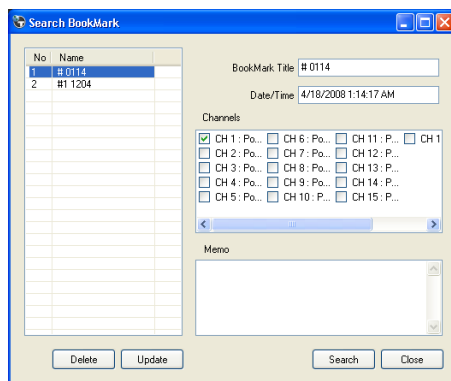 Search BookMark
No Name
1 # 0114
2 #1 1204
BookMark Title # 0114
Date/Time 4/18/2008 1:14:17 AM
Channels
CH 1 : Po... CH 6 : Po... CH 11 : P... CH 1
CH 2 : Po... CH 7 : Po... CH 12 : P...
CH 3 : Po... CH 8 : Po... CH 13 : P...
CH 4 : Po... CH 9 : Po... CH 14 : P...
CH 5 : Po... CH 10 : P... CH 15 : P...
Memo
Delete Update Search Close